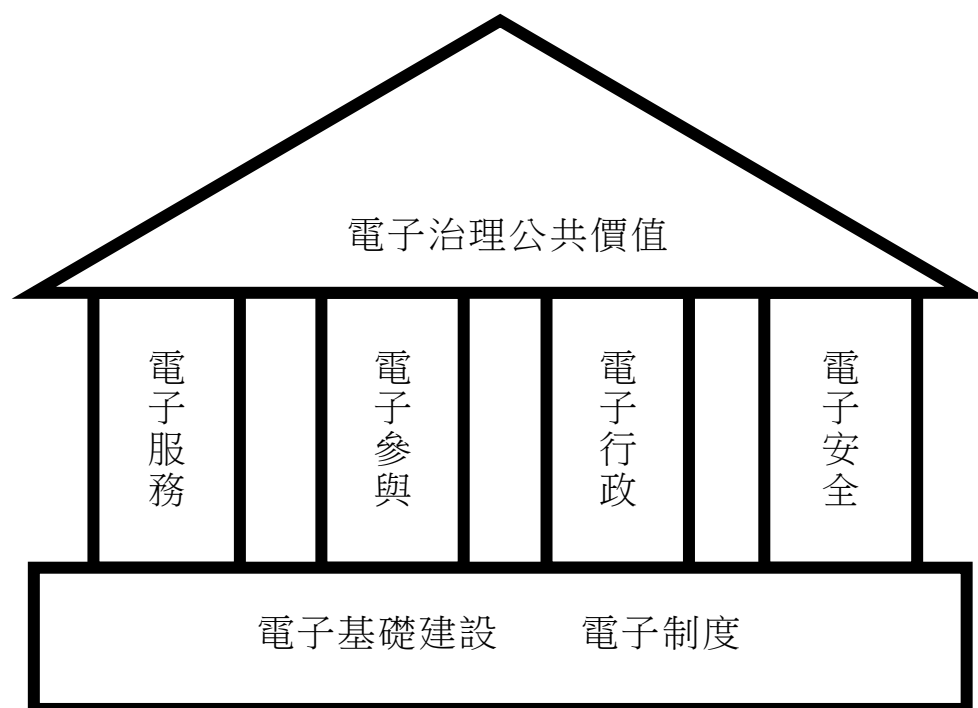 電子治理公共價值
電子服務
電子參與
電子行政
電子安全
電子基礎建設　電子制度